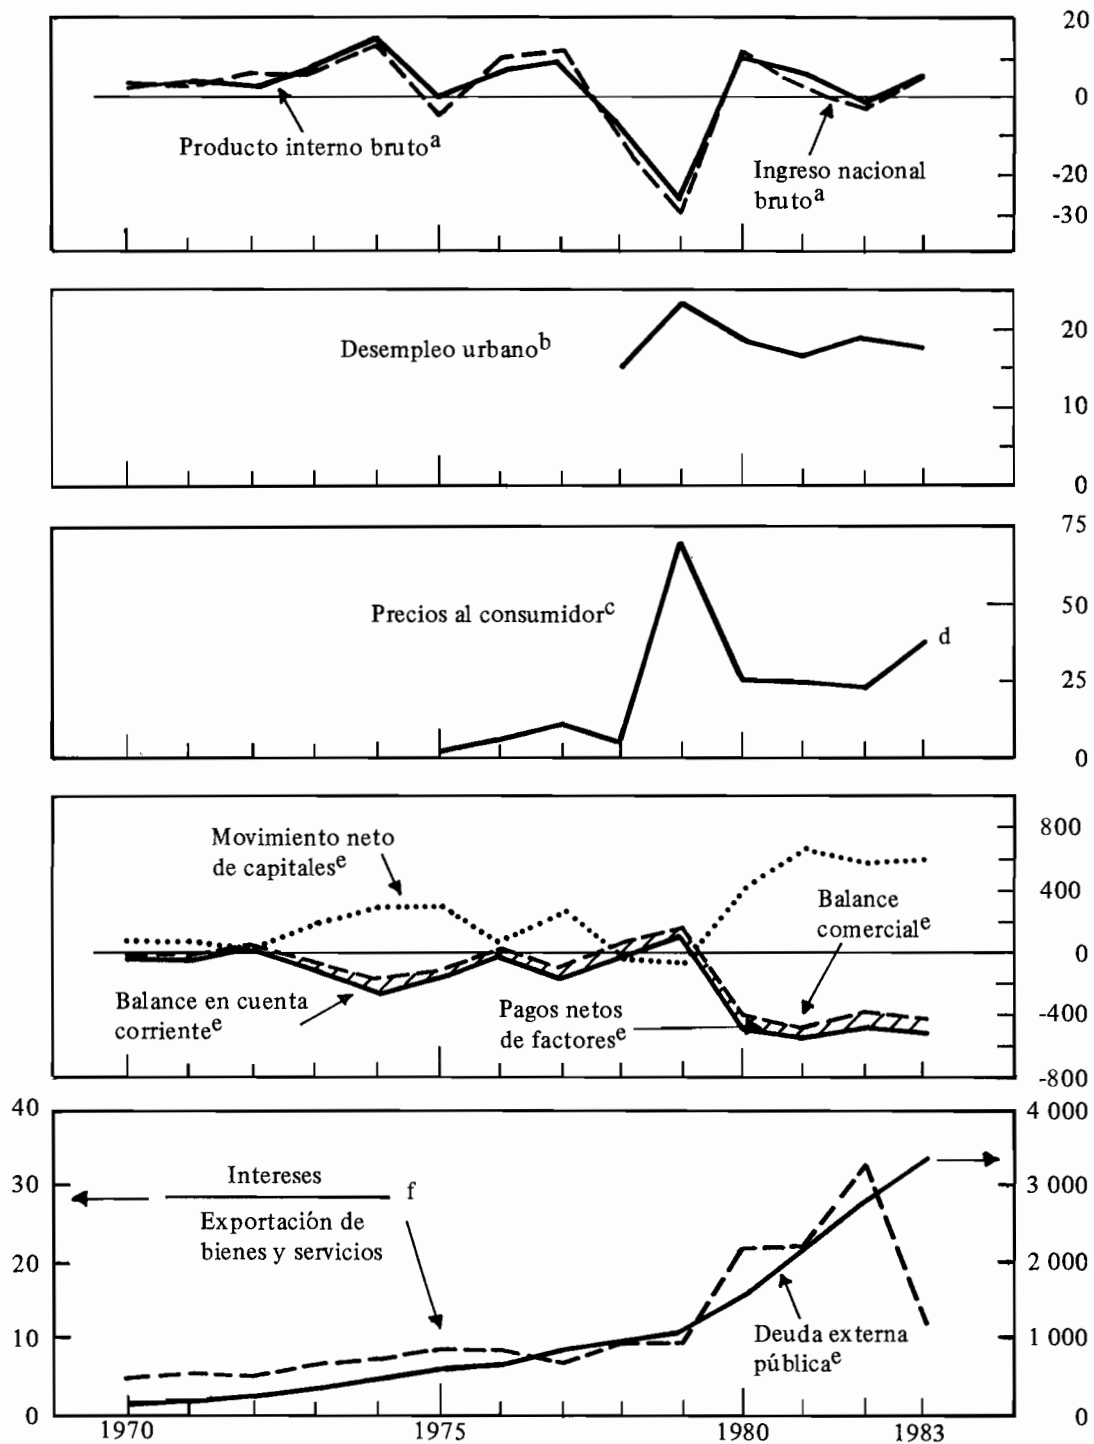 20
0
-20
-30
Producto interno bruto^a
Ingreso nacional
bruto^a
20
10
0
Desempleo urbano^b
75
50
25
0
Precios al consumidor^c
d
800
400
0
-400
-800
Movimiento neto
de capitales^e
Balance
comercial^e
Balance en cuenta
corriente^e
Pagos netos
de factores^e
40
30
20
10
0
4 000
3 000
2 000
1 000
0
Intereses
f
Exportación de
bienes y servicios
Deuda externa
pública^e
1970
1975
1980
1983